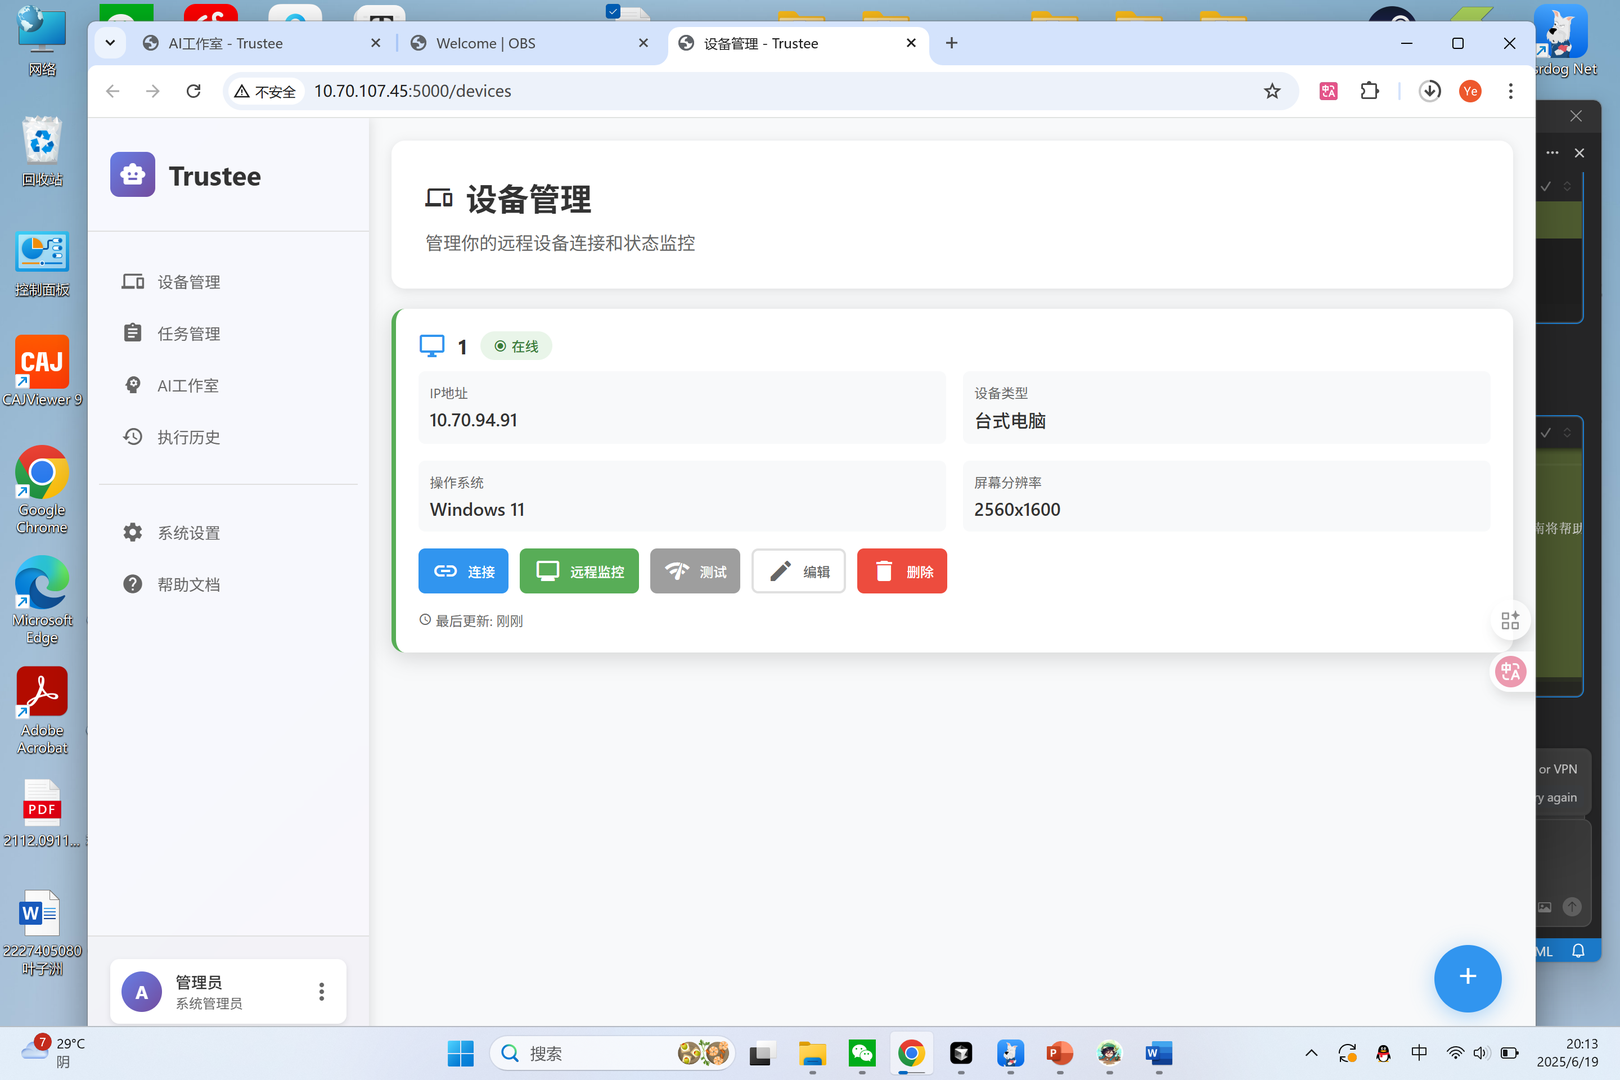 网络
回收站
控制面板
CAJ
CAJViewer 9
Google
Chrome
Microsoft
Edge
Adobe
Acrobat
PDF
2112.0911...
W
2227405080
叶子洲
AI工作室 - Trustee
Welcome | OBS
设备管理 - Trustee
不安全
10.70.107.45:5000/devices
Ye
Trustee
设备管理
任务管理
AI工作室
执行历史
系统设置
帮助文档
A
管理员
系统管理员
设备管理
管理你的远程设备连接和状态监控
1
在线
IP地址
10.70.94.91
设备类型
台式电脑
操作系统
Windows 11
屏幕分辨率
2560x1600
连接
远程监控
测试
编辑
删除
最后更新: 刚刚
or VPN
ry again
ML
7
29°C
阴
搜索
中
20:13
2025/6/19